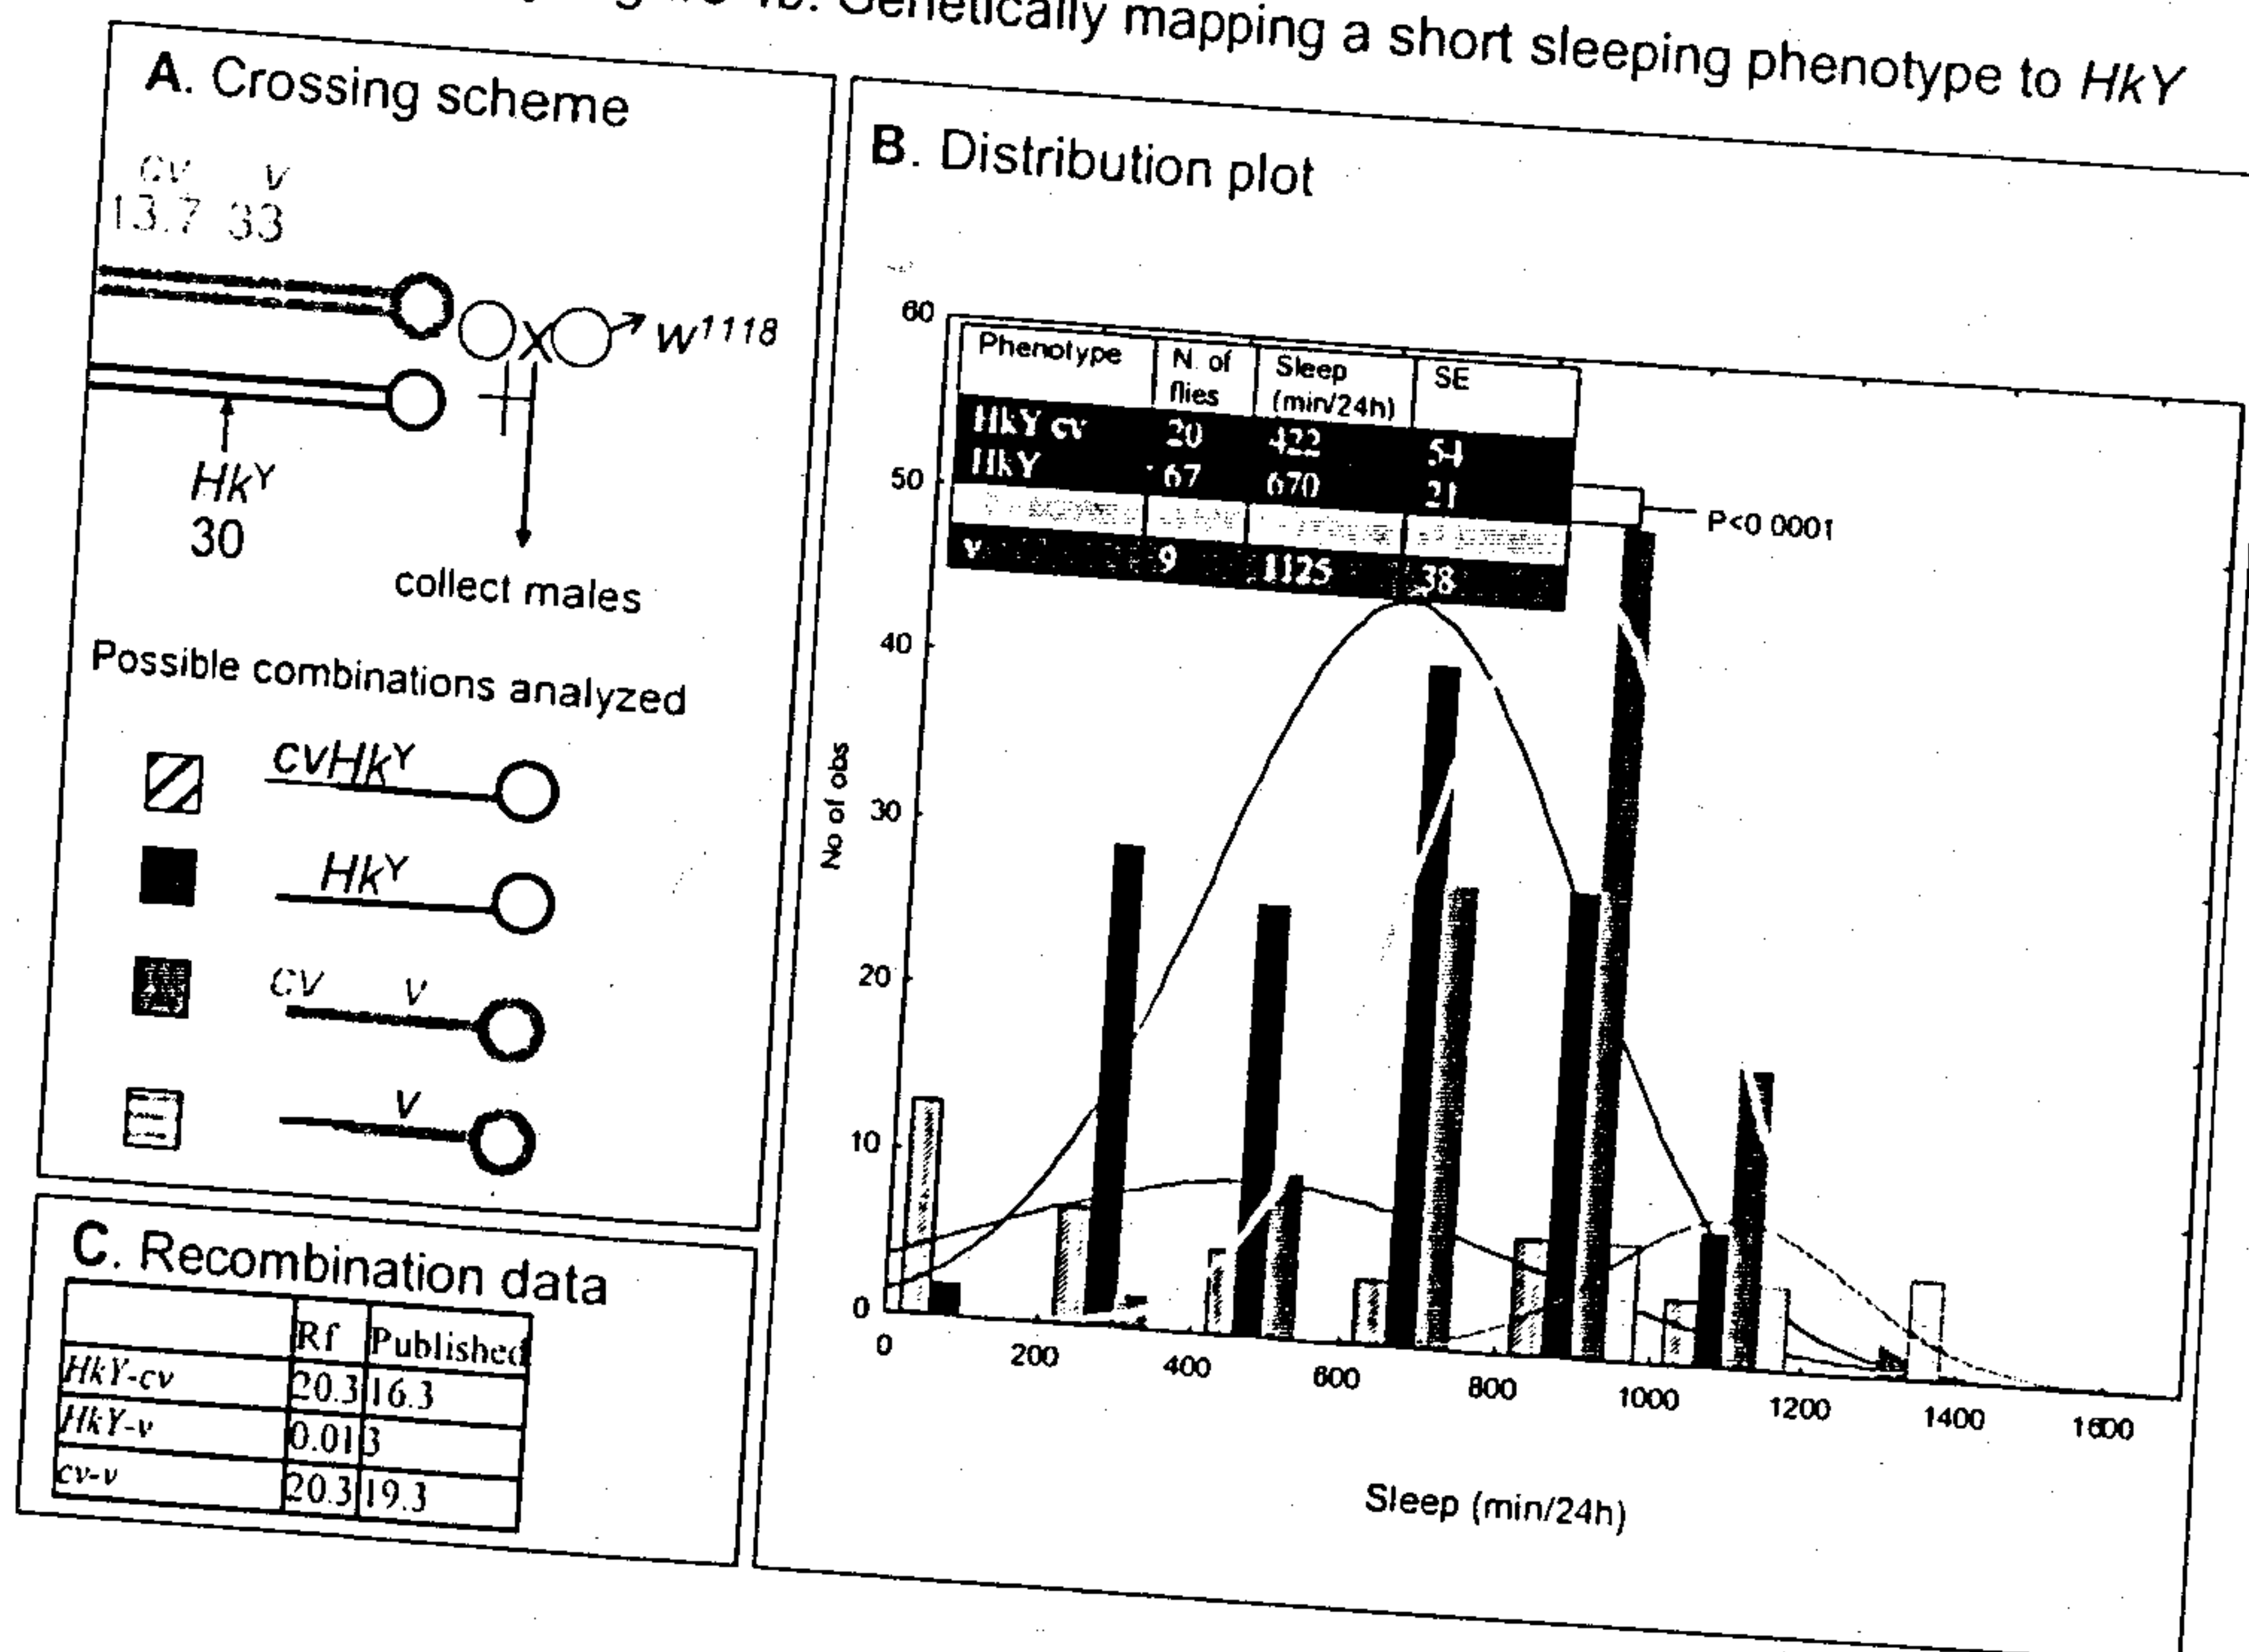 Genetically mapping a short sleeping phenotype to HkY
A. Crossing scheme
cv v
13.7 33
X
W1118
HkY
30
collect males
Possible combinations analyzed
cvHkY
HkY
cv v
v
B. Distribution plot
Phenotype N. of flies Sleep (min/24h) SE
HkY cv 20 422 54
HkY 67 670 21
v 9 1125 38
P<0 0001
No of obs
60
50
40
30
20
10
0
0 200 400 600 800 1000 1200 1400 1600
Sleep (min/24h)
C. Recombination data
Rf Published
HkY-cv 20.3 16.3
HkY-v 0.01 3
cv-v 20.3 19.3